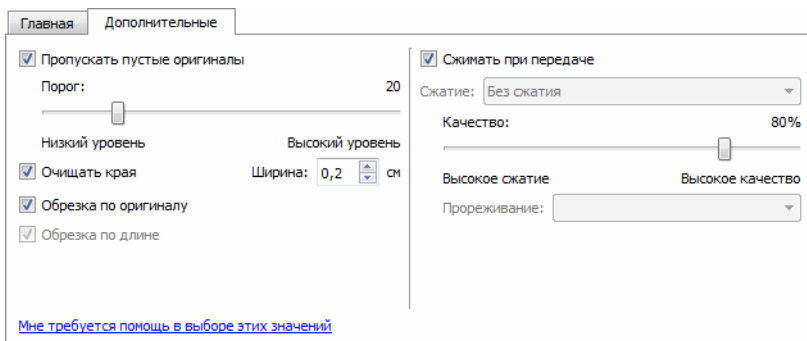 Главная Дополнительные
Пропускать пустые оригиналы
Порог: 20
Низкий уровень Высокий уровень
Очищать края Ширина: 0,2 см
Обрезка по оригиналу
Обрезка по длине
Мне требуется помощь в выборе этих значений
Сжимать при передаче
Сжатие: Без сжатия
Качество: 80%
Высокое сжатие Высокое качество
Прореживание: